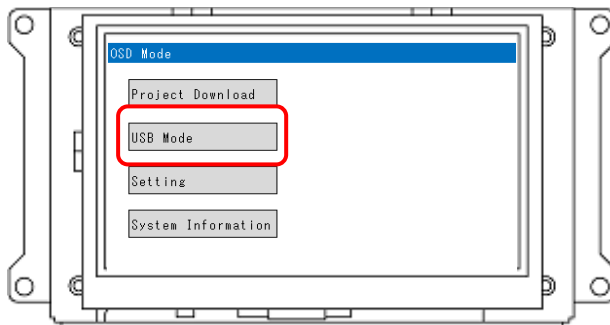 OSD Mode
Project Download
USB Mode
Setting
System Information